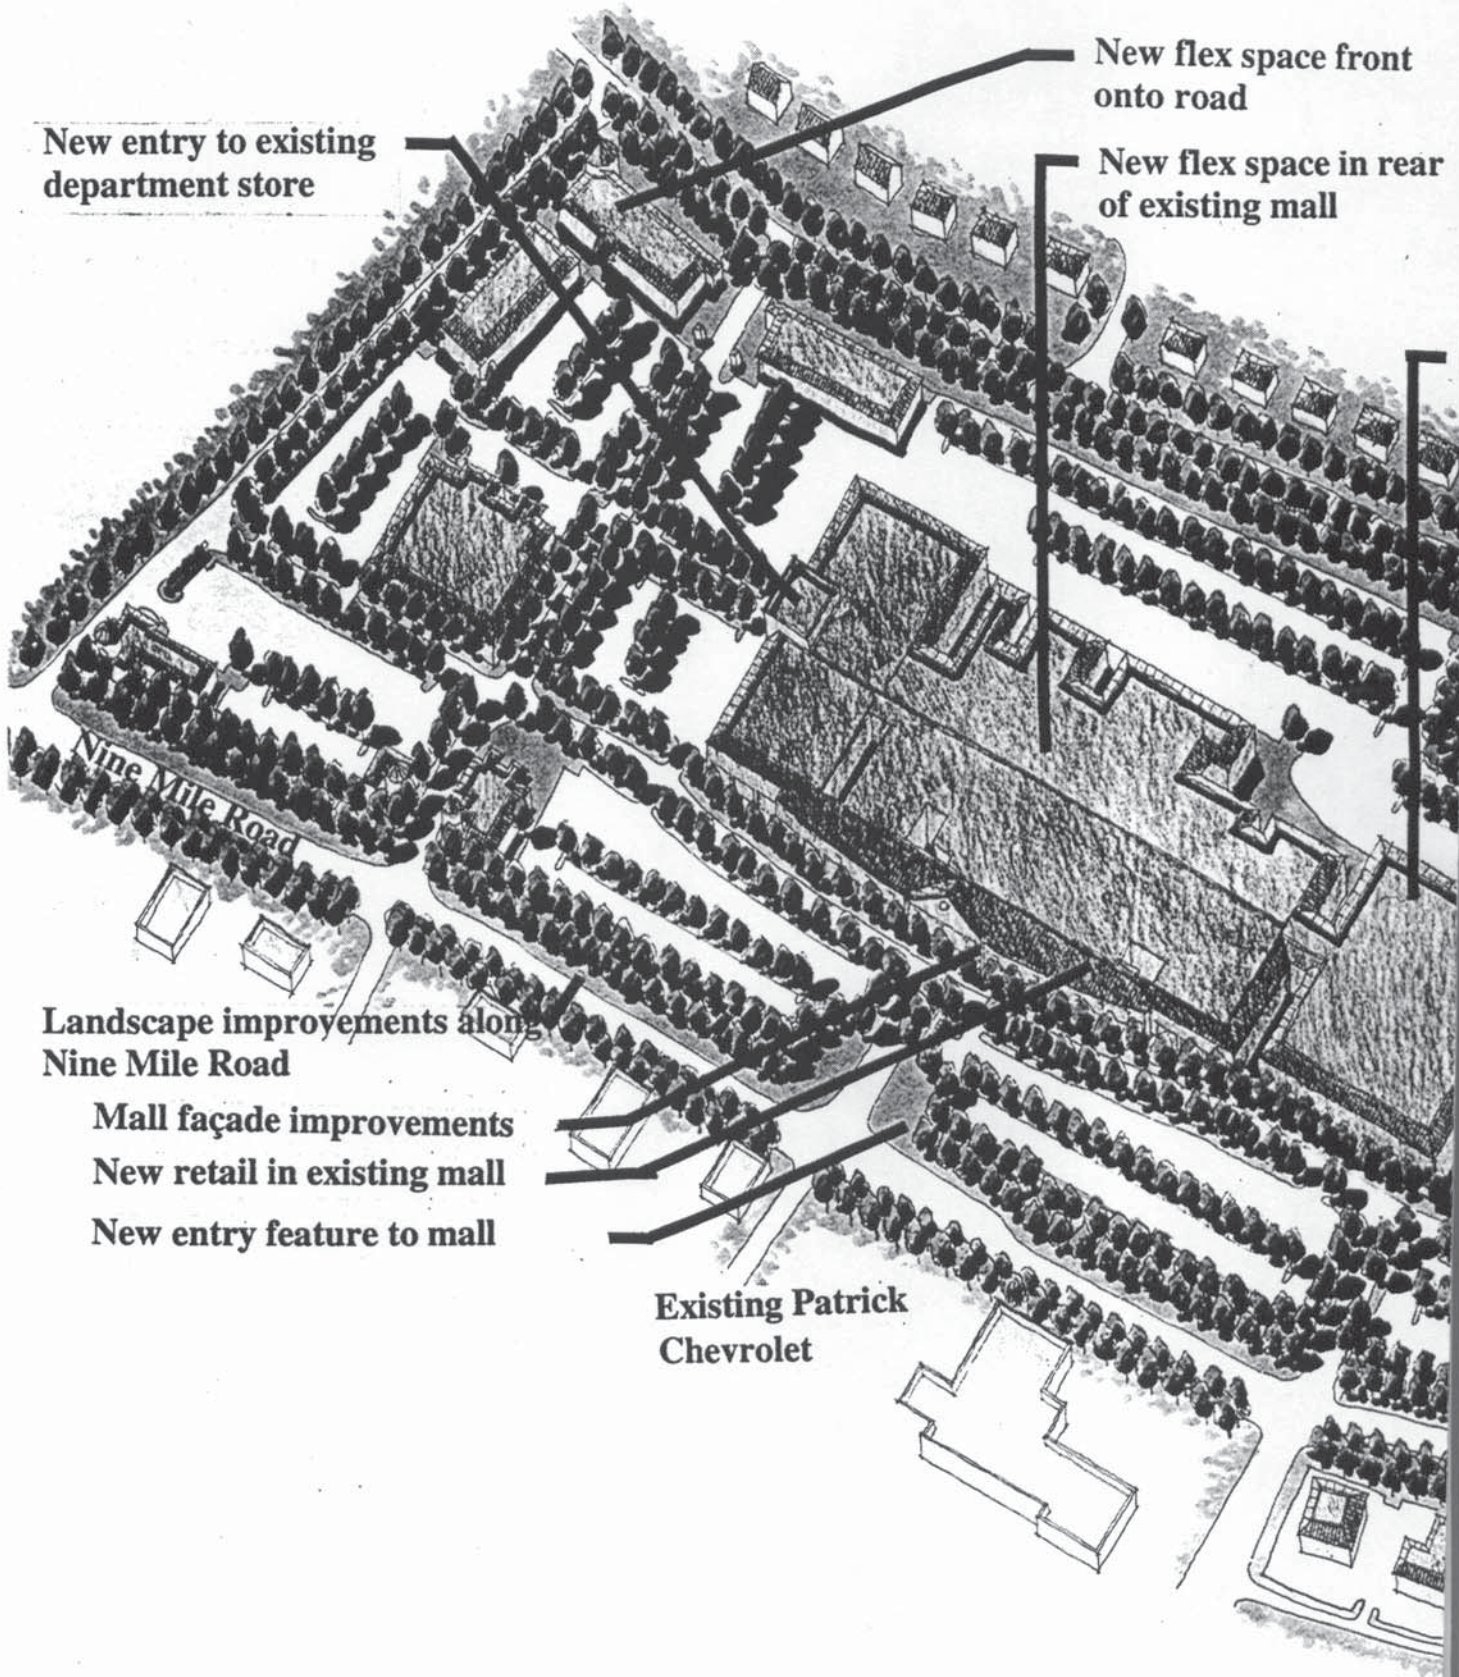 New flex space front
onto road
New entry to existing
department store
New flex space in rear
of existing mall
Nine Mile Road
Landscape improvements along
Nine Mile Road
Mall façade improvements
New retail in existing mall
New entry feature to mall
Existing Patrick
Chevrolet